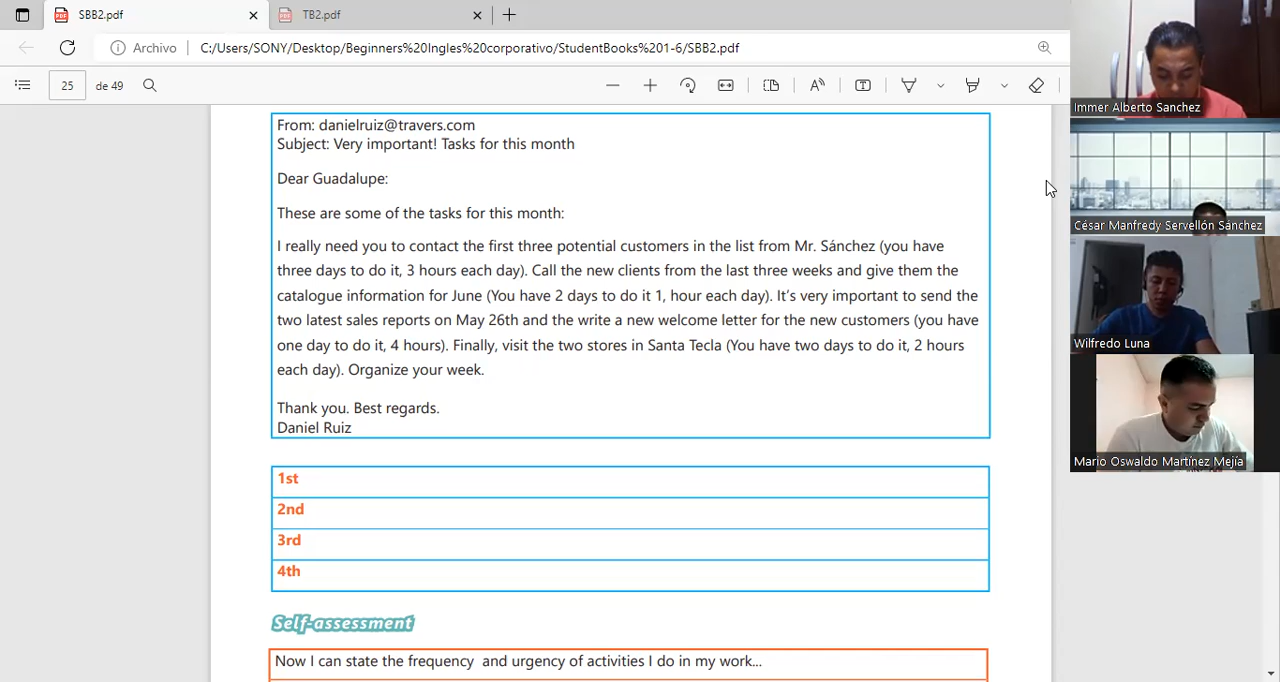 SBB2.pdf
TB2.pdf
Archivo
C:/Users/SONY/Desktop/Beginners%20Ingles%20corporativo/StudentBooks%201-6/SBB2.pdf
25
de 49
From: danielruiz@travers.com
Subject: Very important! Tasks for this month
Dear Guadalupe:
These are some of the tasks for this month:
I really need you to contact the first three potential customers in the list from Mr. Sánchez (you have
three days to do it, 3 hours each day). Call the new clients from the last three weeks and give them the
catalogue information for June (You have 2 days to do it 1, hour each day). It's very important to send the
two latest sales reports on May 26th and the write a new welcome letter for the new customers (you have
one day to do it, 4 hours). Finally, visit the two stores in Santa Tecla (You have two days to do it, 2 hours
each day). Organize your week.
Thank you. Best regards.
Daniel Ruiz
1st
2nd
3rd
4th
Self-assessment
Now I can state the frequency  and urgency of activities I do in my work...
Immer Alberto Sanchez
César Manfredy Servellón Sánchez
Wilfredo Luna
Mario Oswaldo Martínez Mejía